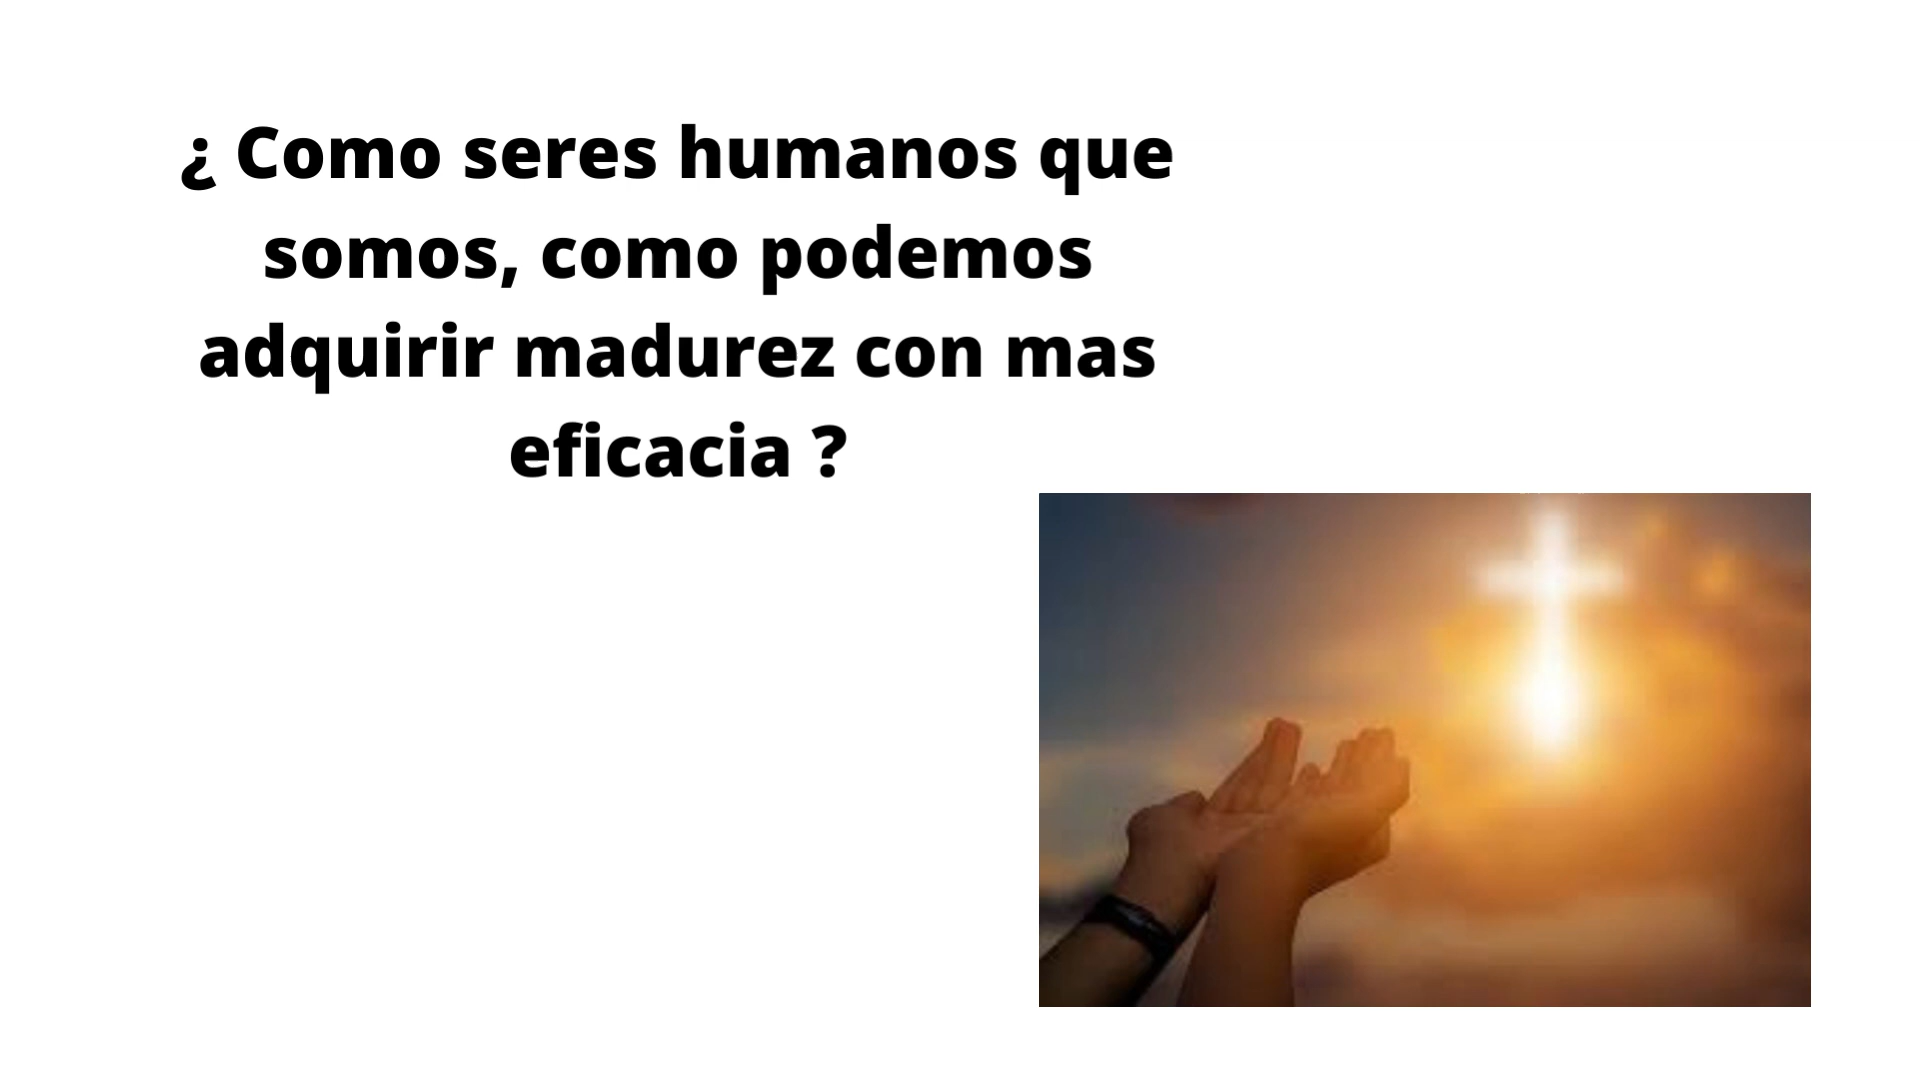 ¿ Como seres humanos que
somos, como podemos
adquirir madurez con mas
eficacia ?